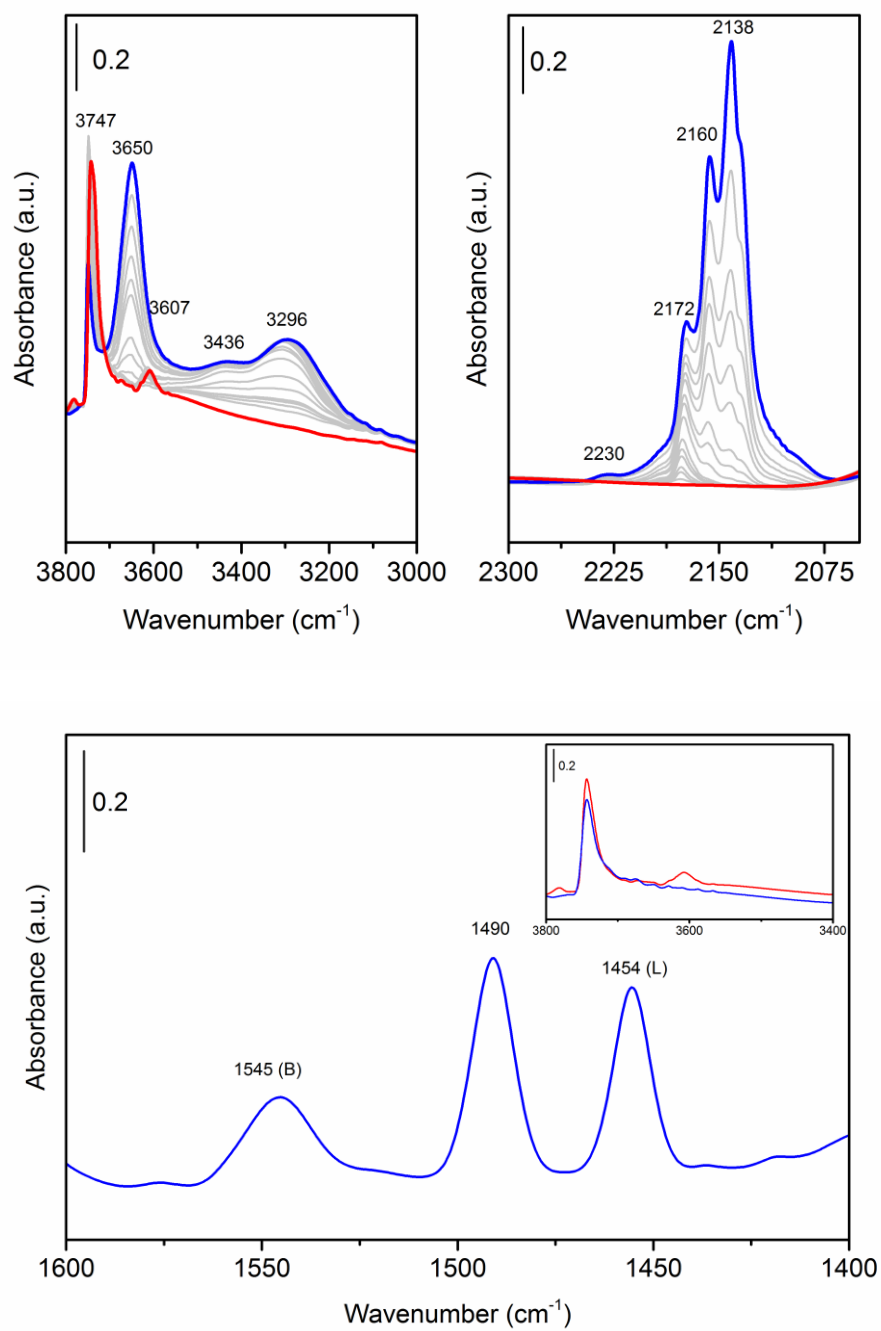 0.2
3747
3650
3607
3436
3296
Absorbance (a.u.)
3800 3600 3400 3200 3000
Wavenumber (cm⁻¹)
0.2
2138
2160
2172
2230
Absorbance (a.u.)
2300 2225 2150 2075
Wavenumber (cm⁻¹)
0.2
1545 (B)
1490
1454 (L)
0.2
3800 3600 3400
Absorbance (a.u.)
1600 1550 1500 1450 1400
Wavenumber (cm⁻¹)